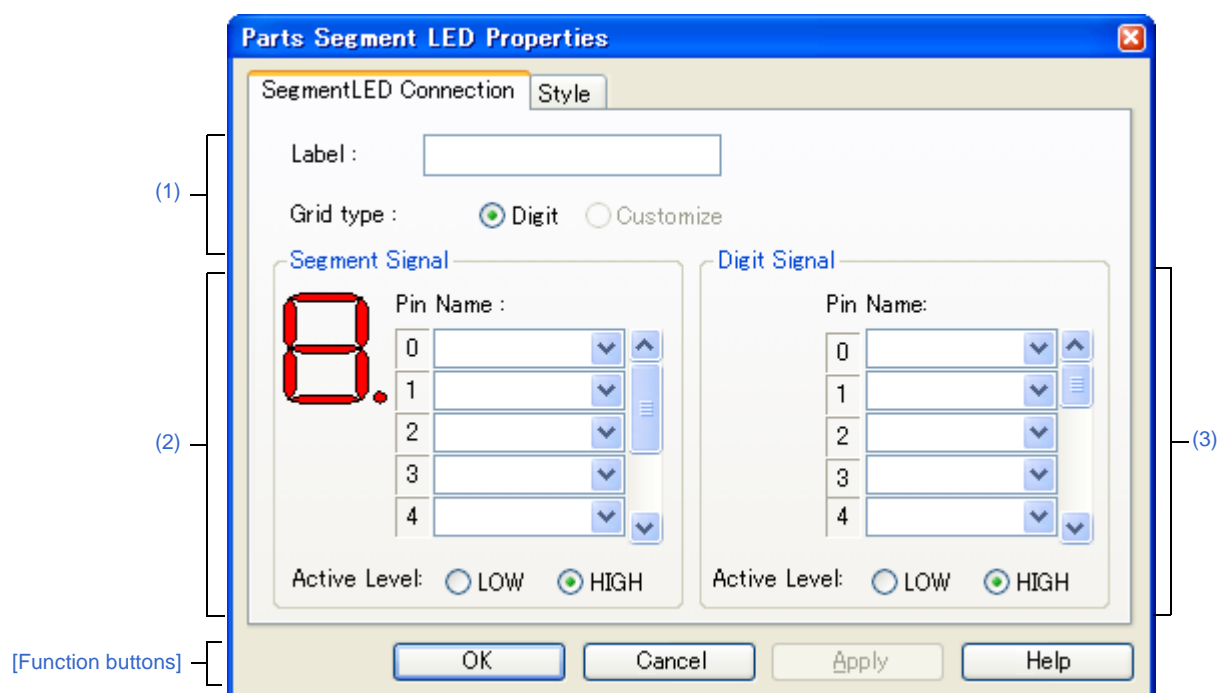 Parts Segment LED Properties
SegmentLED Connection Style
(1)
Label :
Grid type : Digit Customize
(2)
Segment Signal
Pin Name :
0
1
2
3
4
Active Level: LOW HIGH
(3)
Digit Signal
Pin Name:
0
1
2
3
4
Active Level: LOW HIGH
[Function buttons]
OK Cancel Apply Help